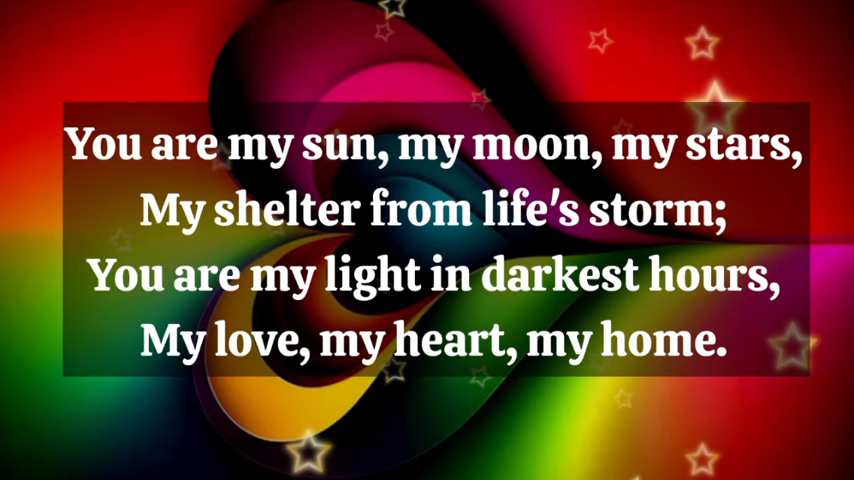 You are my sun, my moon, my stars,
My shelter from life's storm;
You are my light in darkest hours,
My love, my heart, my home.